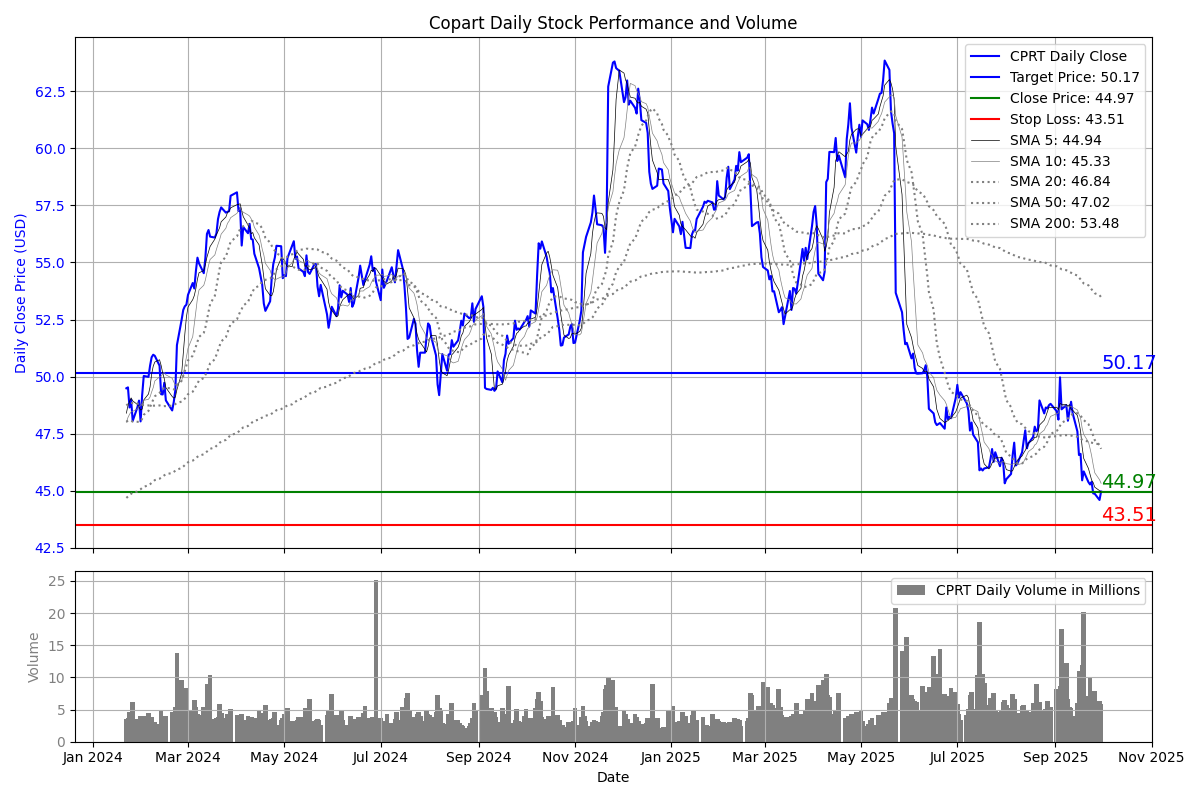 Copart Daily Stock Performance and Volume
Daily Close Price (USD)
62.5
60.0
57.5
55.0
52.5
50.0
47.5
45.0
42.5
CPRT Daily Close
Target Price: 50.17
Close Price: 44.97
Stop Loss: 43.51
SMA 5: 44.94
SMA 10: 45.33
SMA 20: 46.84
SMA 50: 47.02
SMA 200: 53.48
50.17
44.97
43.51
Volume
25
20
15
10
5
0
CPRT Daily Volume in Millions
Jan 2024 Mar 2024 May 2024 Jul 2024 Sep 2024 Nov 2024 Jan 2025 Mar 2025 May 2025 Jul 2025 Sep 2025 Nov 2025
Date